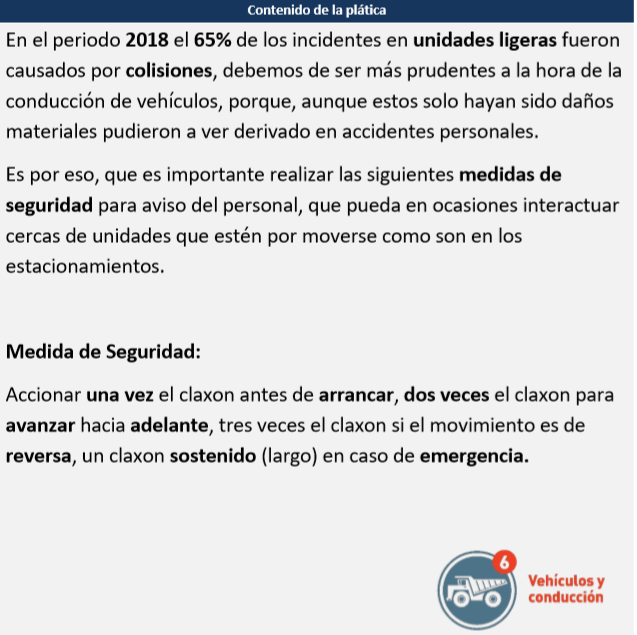 Contenido de la plática
En el periodo 2018 el 65% de los incidentes en unidades ligeras fueron
causados por colisiones, debemos de ser más prudentes a la hora de la
conducción de vehículos, porque, aunque estos solo hayan sido daños
materiales pudieron a ver derivado en accidentes personales.
Es por eso, que es importante realizar las siguientes medidas de
seguridad para aviso del personal, que pueda en ocasiones interactuar
cercas de unidades que estén por moverse como son en los
estacionamientos.
Medida de Seguridad:
Accionar una vez el claxon antes de arrancar, dos veces el claxon para
avanzar hacia adelante, tres veces el claxon si el movimiento es de
reversa, un claxon sostenido (largo) en caso de emergencia.
6
Vehículos y
conducción